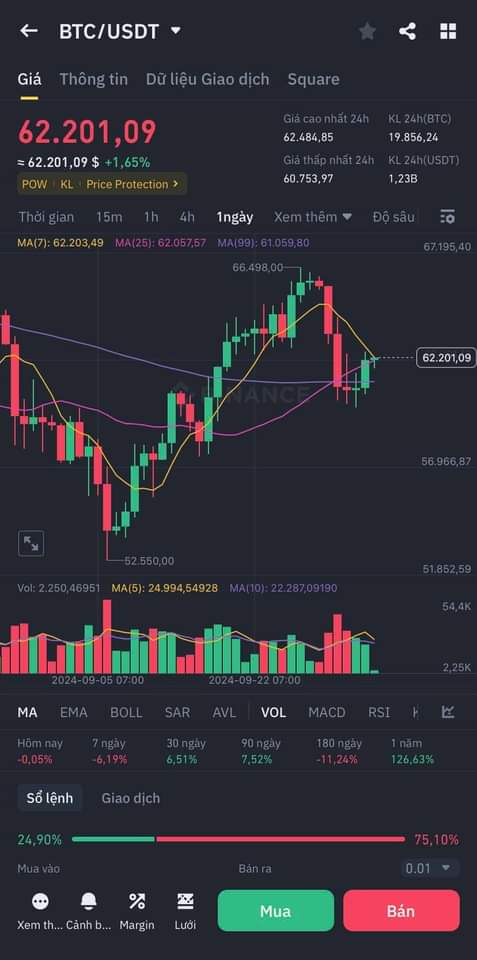 BTC/USDT
Giá Thông tin Dữ liệu Giao dịch Square
62.201,09
≈ 62.201,09 $ +1,65%
POW KL Price Protection
Giá cao nhất 24h KL 24h(BTC)
62.484,85 19.856,24
Giá thấp nhất 24h KL 24h(USDT)
60.753,97 1,23B
Thời gian 15m 1h 4h 1ngày Xem thêm Độ sâu
MA(7): 62.203,49 MA(25): 62.057,57 MA(99): 61.059,80
67.195,40
66.498,00
62.201,09
BINANCE
56.966,87
52.550,00
51.852,59
Vol: 2.250,46951 MA(5): 24.994,54928 MA(10): 22.287,09190
54,4K
2,25K
2024-09-05 07:00 2024-09-22 07:00
MA EMA BOLL SAR AVL VOL MACD RSI
Hôm nay 7 ngày 30 ngày 90 ngày 180 ngày 1 năm
-0,05% -6,19% 6,51% 7,52% -11,24% 126,63%
Sổ lệnh Giao dịch
24,90% 75,10%
Mua vào Bán ra 0.01
Xem th... Cảnh b... Margin Lưới Mua Bán